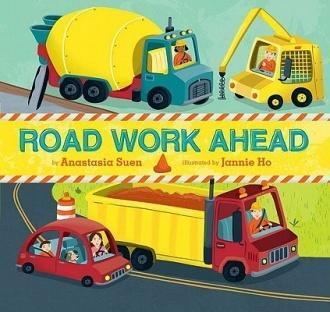 ROAD WORK AHEAD
by Anastasia Suen illustrated by Jannie Ho